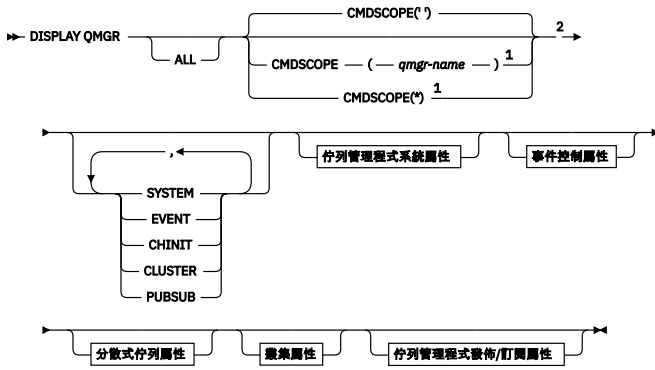 CMDSCOPE(' ')
2
DISPLAY QMGR
ALL
CMDSCOPE ( qmgr-name ) 1
CMDSCOPE(*) 1
,
SYSTEM
EVENT
CHINIT
CLUSTER
PUBSUB
佇列管理程式系統屬性
事件控制屬性
分散式佇列屬性
叢集屬性
佇列管理程式發佈/訂閱屬性